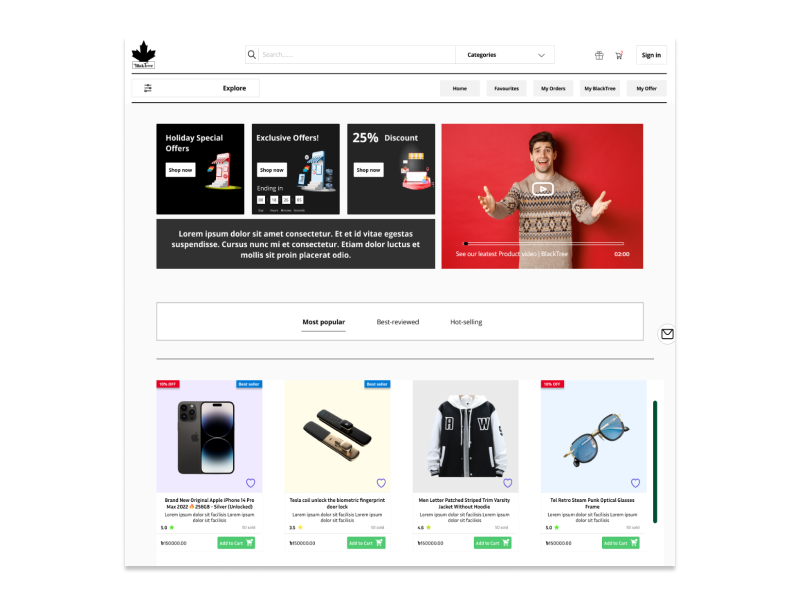 BlackTree
Search......
Categories
Sign in
Explore
Home
Favourites
My Orders
My BlackTree
My Offer
Holiday Special
Offers
Shop now
Exclusive Offers!
Shop now
Ending in
Day Hours Minutes Seconds
25% Discount
Shop now
Lorem ipsum dolor sit amet consectetur. Et et id vitae egestas
suspendisse. Cursus nunc mi et consectetur. Etiam dolor luctus et
mollis sit proin placerat odio.
See our leatest Product video | BlackTree
02:00
Most popular
Best-reviewed
Hot-selling
10% OFF
Best seller
Brand New Original Apple iPhone 14 Pro
Max 2022 🔥256GB - Silver (Unlocked)
Lorem ipsum dolor sit facilisis Lorem ipsum
dolor sit facilisis
5.0
10 sold
₦150000.00
Add to Cart
Best seller
Tesla coil unlock the biometric fingerprint
door lock
Lorem ipsum dolor sit facilisis Lorem ipsum
dolor sit facilisis
3.5
10 sold
₦150000.00
Add to Cart
A W
Men Letter Patched Striped Trim Varsity
Jacket Without Hoodie
Lorem ipsum dolor sit facilisis Lorem ipsum
dolor sit facilisis
4.6
10 sold
₦150000.00
Add to Cart
10% OFF
Tel Retro Steam Punk Optical Glasses
Frame
Lorem ipsum dolor sit facilisis Lorem ipsum
dolor sit facilisis
5.0
10 sold
₦150000.00
Add to Cart